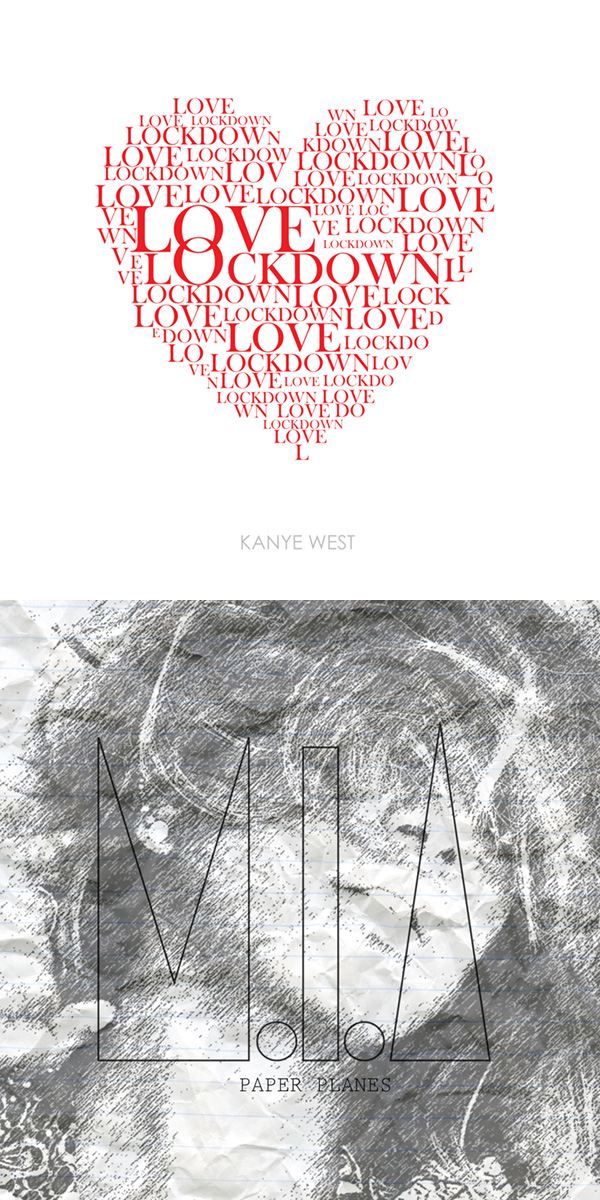 LOVE
WN LOVE LO
LOVE LOCKDOWN
LOVE LOCKDOW
LOCKDOWN
KDOWN LOVE L
LOVE LOCKDOW
LOCKDOWN LO
LOCKDOWN LOV
LOVE LOCKDOWN O
LOVE LOVE LOCKDOWN LOVE
VE LOVE LOVE LOC
WN VE LOCKDOWN
LOCKDOWN LOVE
VE LOCKDOWN L L
VE
LOCKDOWN LOVE LOCK
LOVE LOCKDOWN LOVE D
E DOWN LOVE LOCKDO
LO LOCKDOWN LOV
VE
N LOVE LOVE LOCKDO
LOCKDOWN LOVE
WN LOVE DO
LOCKDOWN
LOVE
L
KANYE WEST
M.I.A
PAPER PLANES